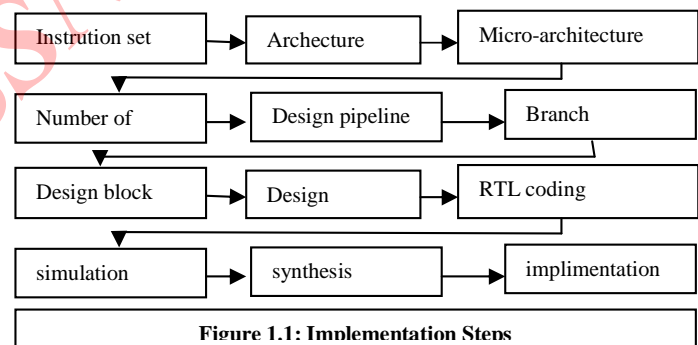 Instrution set
Archecture
Micro-architecture
Number of
Design pipeline
Branch
Design block
Design
RTL coding
simulation
synthesis
implimentation
Figure 1.1: Implementation Steps